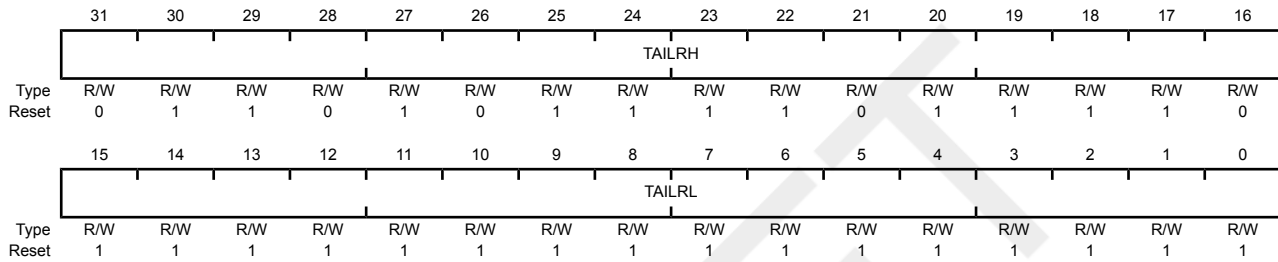 31 30 29 28 27 26 25 24 23 22 21 20 19 18 17 16
TAILRH
Type R/W R/W R/W R/W R/W R/W R/W R/W R/W R/W R/W R/W R/W R/W R/W R/W
Reset 0 1 1 0 1 0 1 1 1 1 0 1 1 1 1 0
15 14 13 12 11 10 9 8 7 6 5 4 3 2 1 0
TAILRL
Type R/W R/W R/W R/W R/W R/W R/W R/W R/W R/W R/W R/W R/W R/W R/W R/W
Reset 1 1 1 1 1 1 1 1 1 1 1 1 1 1 1 1